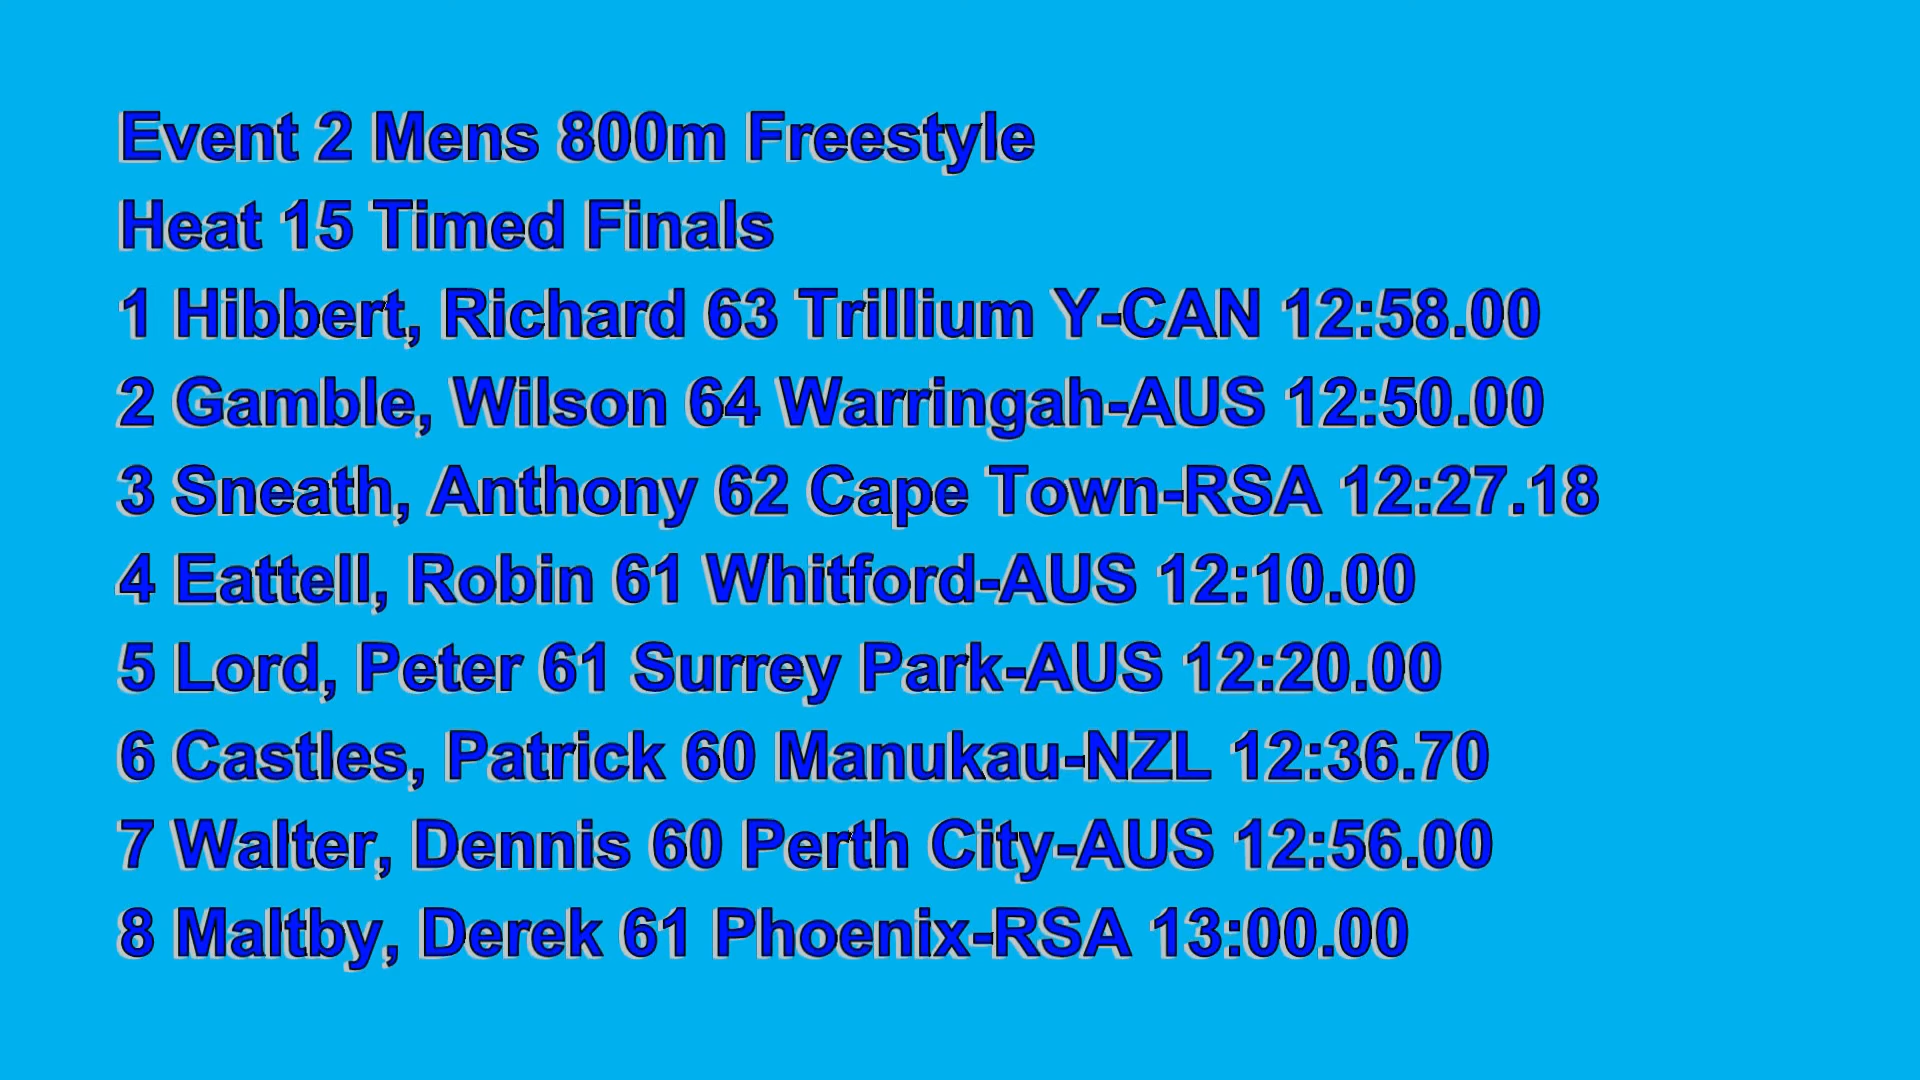 Event 2 Mens 800m Freestyle
Heat 15 Timed Finals
1 Hibbert, Richard 63 Trillium Y-CAN 12:58.00
2 Gamble, Wilson 64 Warringah-AUS 12:50.00
3 Sneath, Anthony 62 Cape Town-RSA 12:27.18
4 Eattell, Robin 61 Whitford-AUS 12:10.00
5 Lord, Peter 61 Surrey Park-AUS 12:20.00
6 Castles, Patrick 60 Manukau-NZL 12:36.70
7 Walter, Dennis 60 Perth City-AUS 12:56.00
8 Maltby, Derek 61 Phoenix-RSA 13:00.00